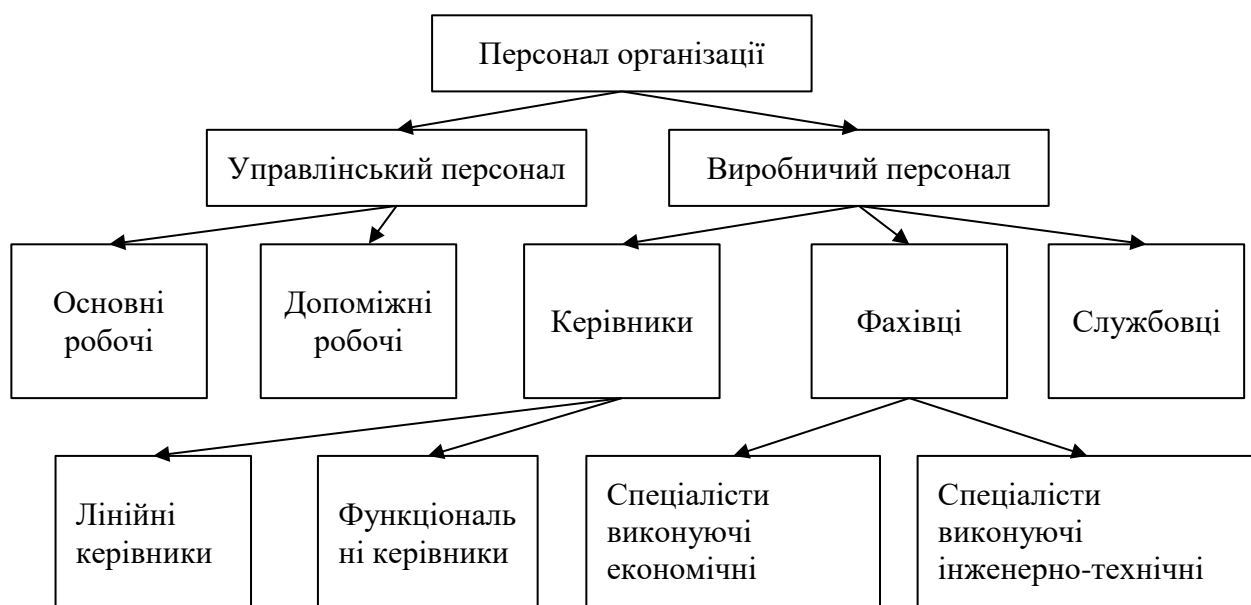 Персонал організації
Управлінський персонал
Виробничий персонал
Основні
робочі
Допоміжні
робочі
Керівники
Фахівці
Службовці
Лінійні
керівники
Функціональ
ні керівники
Спеціалісти
виконуючі
економічні
Спеціалісти
виконуючі
інженерно-технічні